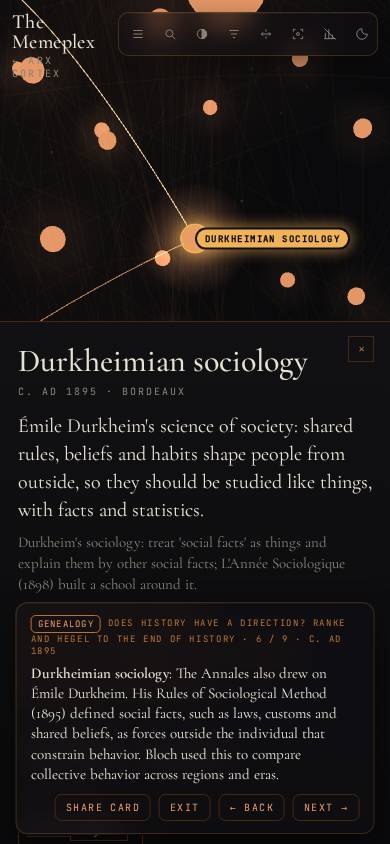 The
Memeplex
← ARX
CORTEX
DURKHEIMIAN SOCIOLOGY
Durkheimian sociology
×
C. AD 1895 · BORDEAUX
Émile Durkheim's science of society: shared
rules, beliefs and habits shape people from
outside, so they should be studied like things,
with facts and statistics.
Durkheim's sociology: treat 'social facts' as things and
explain them by other social facts; L'Année Sociologique
(1898) built a school around it.
GENEALOGY DOES HISTORY HAVE A DIRECTION? RANKE
AND HEGEL TO THE END OF HISTORY · 6 / 9 · C. AD
1895
Durkheimian sociology: The Annales also drew on
Émile Durkheim. His Rules of Sociological Method
(1895) defined social facts, such as laws, customs and
shared beliefs, as forces outside the individual that
constrain behavior. Bloch used this to compare
collective behavior across regions and eras.
SHARE CARD EXIT ← BACK NEXT →